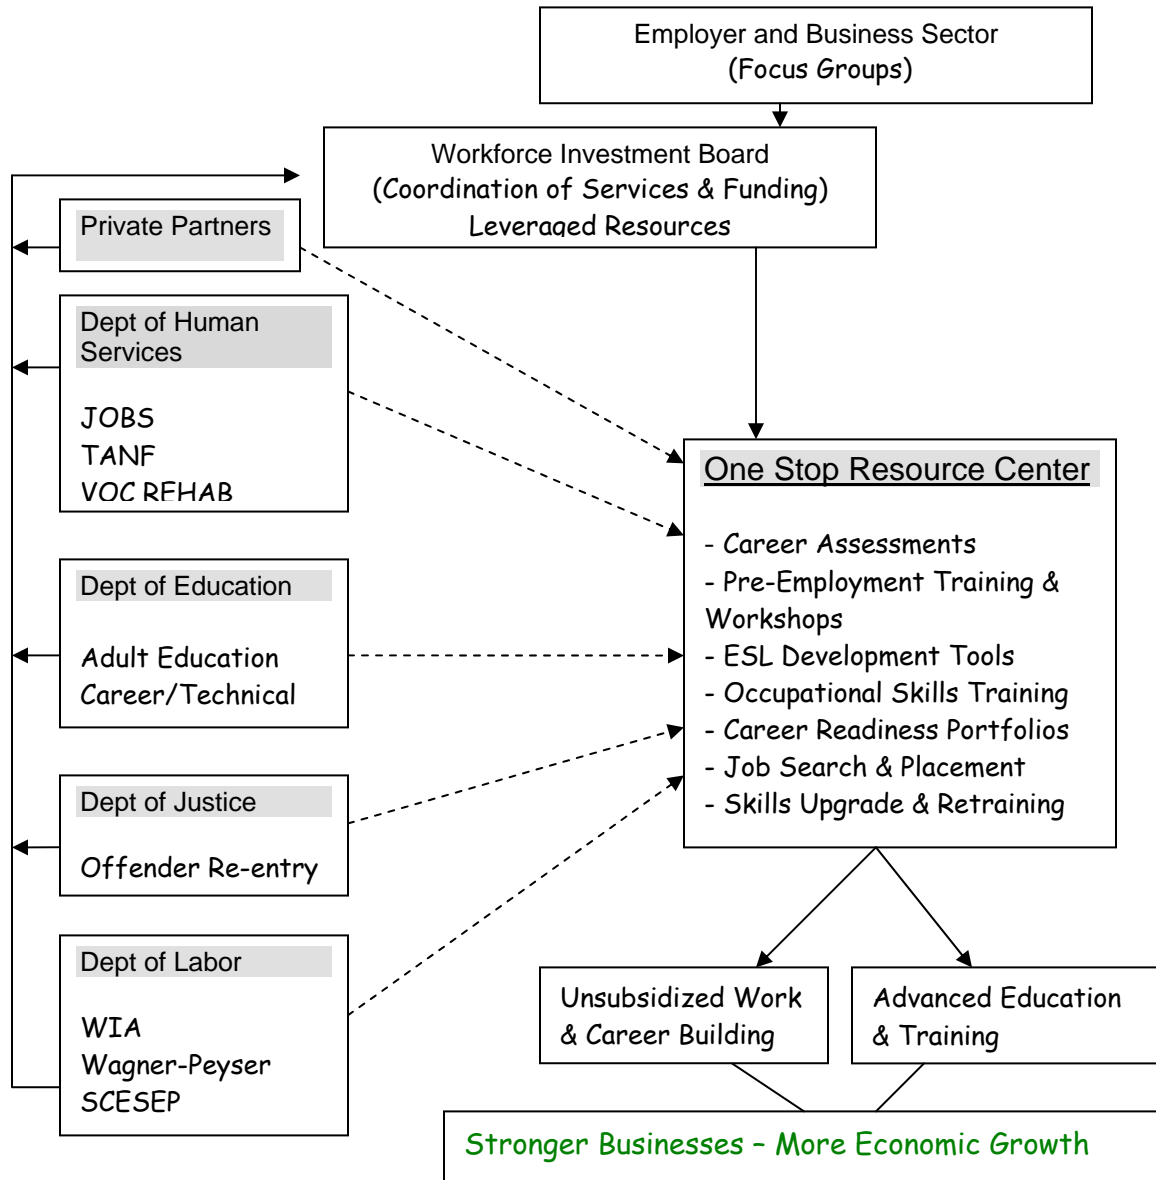 Employer and Business Sector
(Focus Groups)
Workforce Investment Board
(Coordination of Services & Funding)
Leveraged Resources
Private Partners
Dept of Human
Services
JOBS
TANF
VOC REHAB
Dept of Education
Adult Education
Career/Technical
Dept of Justice
Offender Re-entry
Dept of Labor
WIA
Wagner-Peyser
SCESEP
One Stop Resource Center
- Career Assessments
- Pre-Employment Training &
Workshops
- ESL Development Tools
- Occupational Skills Training
- Career Readiness Portfolios
- Job Search & Placement
- Skills Upgrade & Retraining
Unsubsidized Work
& Career Building
Advanced Education
& Training
Stronger Businesses – More Economic Growth